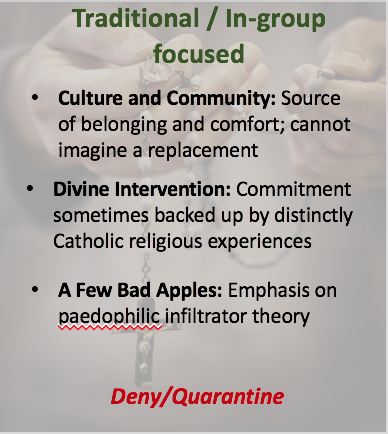 Traditional / In-group
focused
• Culture and Community: Source
of belonging and comfort; cannot
imagine a replacement
• Divine Intervention: Commitment
sometimes backed up by distinctly
Catholic religious experiences
• A Few Bad Apples: Emphasis on
paedophilic infiltrator theory
Deny/Quarantine